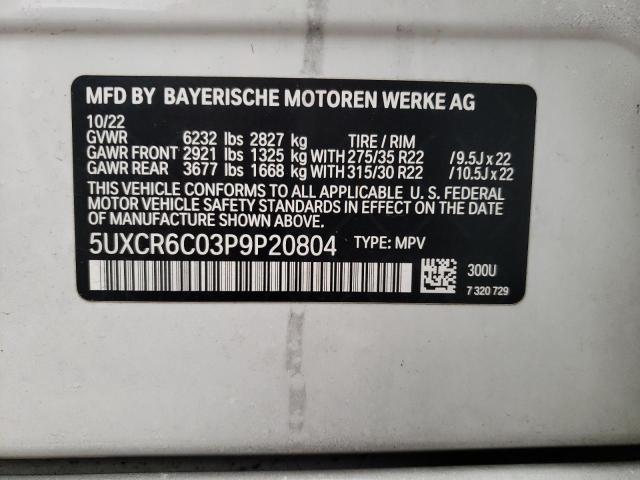 MFD BY BAYERISCHE MOTOREN WERKE AG
10/22
GVWR 6232 lbs 2827 kg TIRE / RIM
GAWR FRONT 2921 lbs 1325 kg WITH 275/35 R22 / 9.5J x 22
GAWR REAR 3677 lbs 1668 kg WITH 315/30 R22 / 10.5J x 22
THIS VEHICLE CONFORMS TO ALL APPLICABLE U. S. FEDERAL
MOTOR VEHICLE SAFETY STANDARDS IN EFFECT ON THE DATE
OF MANUFACTURE SHOWN ABOVE.
5UXCR6C03P9P20804 TYPE: MPV
300U
7 320 729